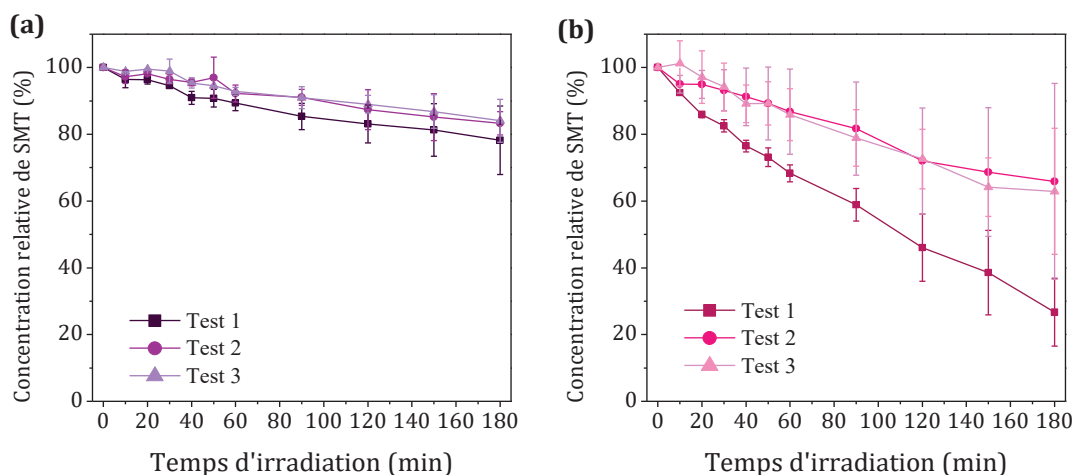 (a)
Concentration relative de SMT (%)
100
80
60
40
20
0
Test 1
Test 2
Test 3
0 20 40 60 80 100 120 140 160 180
Temps d'irradiation (min)
(b)
Concentration relative de SMT (%)
100
80
60
40
20
0
Test 1
Test 2
Test 3
0 20 40 60 80 100 120 140 160 180
Temps d'irradiation (min)